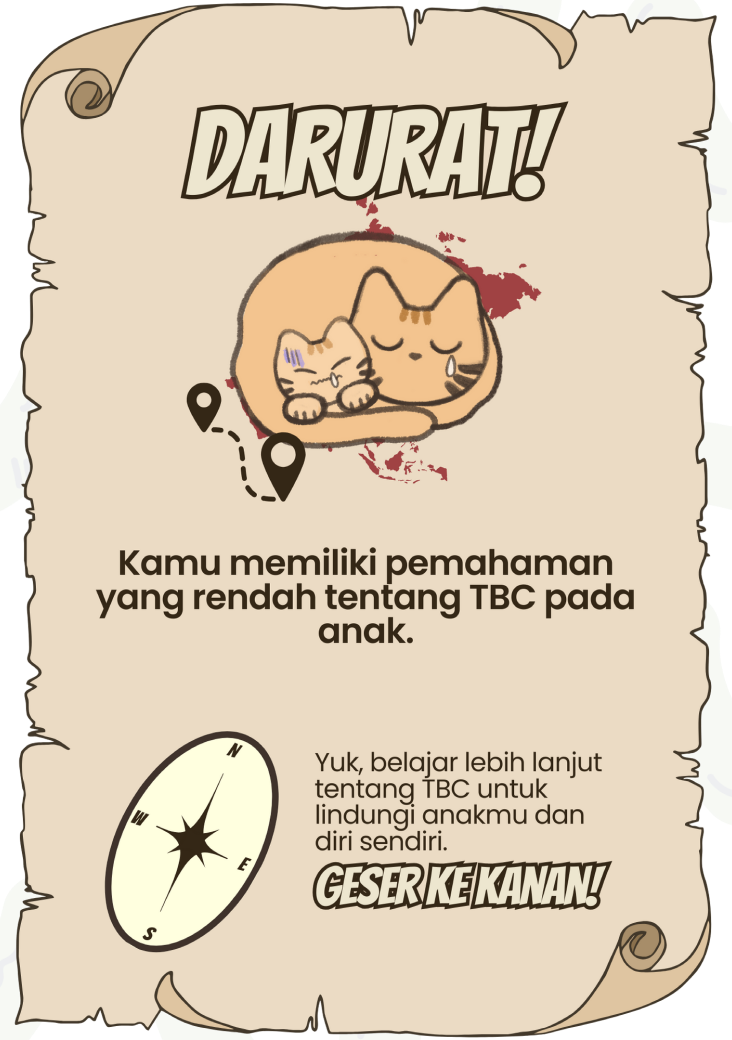 DARURAT!
Kamu memiliki pemahaman
yang rendah tentang TBC pada
anak.
N
W
E
S
Yuk, belajar lebih lanjut
tentang TBC untuk
lindungi anakmu dan
diri sendiri.
GESER KE KANAN!